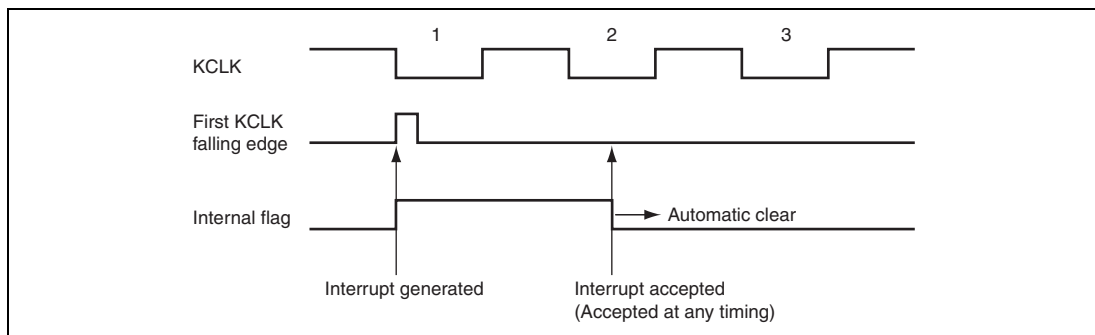 1 2 3
KCLK
First KCLK
falling edge
Internal flag
Automatic clear
Interrupt generated
Interrupt accepted
(Accepted at any timing)